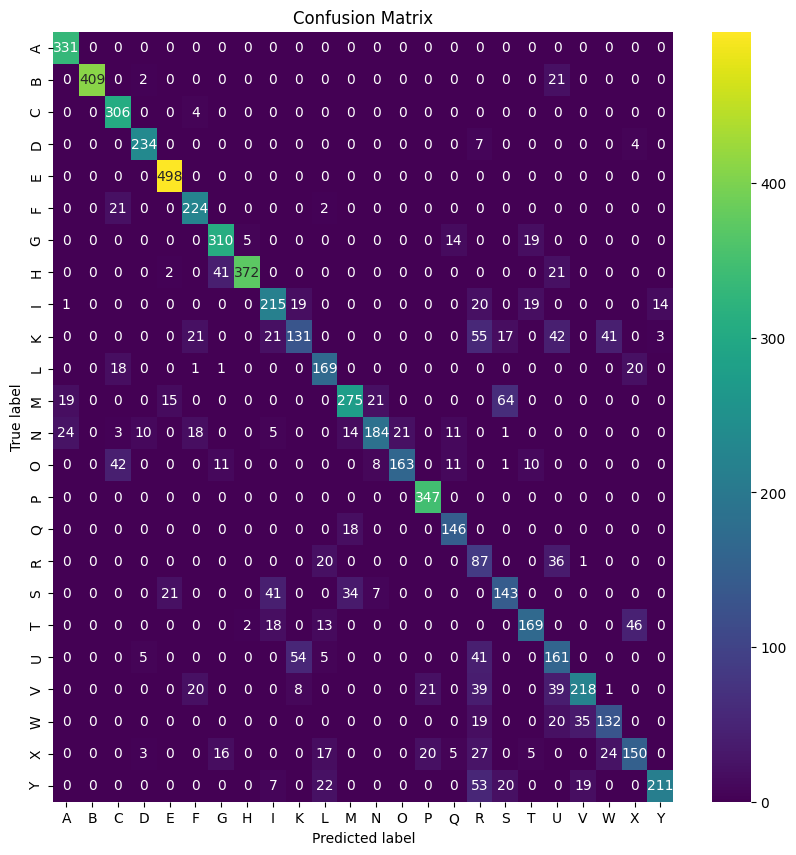 Confusion Matrix
A 331 0 0 0 0 0 0 0 0 0 0 0 0 0 0 0 0 0 0 0 0 0 0 0
B 0 409 0 2 0 0 0 0 0 0 0 0 0 0 0 0 0 0 0 21 0 0 0 0
C 0 0 306 0 0 4 0 0 0 0 0 0 0 0 0 0 0 0 0 0 0 0 0 0
D 0 0 0 234 0 0 0 0 0 0 0 0 0 0 0 0 7 0 0 0 0 0 4 0
E 0 0 0 0 498 0 0 0 0 0 0 0 0 0 0 0 0 0 0 0 0 0 0 0
F 0 0 21 0 0 224 0 0 0 0 2 0 0 0 0 0 0 0 0 0 0 0 0 0
G 0 0 0 0 0 0 310 5 0 0 0 0 0 0 0 14 0 0 19 0 0 0 0 0
H 0 0 0 0 2 0 41 372 0 0 0 0 0 0 0 0 0 0 0 21 0 0 0 0
I 1 0 0 0 0 0 0 0 215 19 0 0 0 0 0 0 20 0 19 0 0 0 0 14
K 0 0 0 0 0 21 0 0 21 131 0 0 0 0 0 0 55 17 0 42 0 41 0 3
L 0 0 18 0 0 1 1 0 0 0 169 0 0 0 0 0 0 0 0 0 0 0 20 0
M 19 0 0 0 15 0 0 0 0 0 0 275 21 0 0 0 0 64 0 0 0 0 0 0
N 24 0 3 10 0 18 0 0 5 0 0 14 184 21 0 11 0 1 0 0 0 0 0 0
O 0 0 42 0 0 0 11 0 0 0 0 0 8 163 0 11 0 1 10 0 0 0 0 0
P 0 0 0 0 0 0 0 0 0 0 0 0 0 0 347 0 0 0 0 0 0 0 0 0
Q 0 0 0 0 0 0 0 0 0 0 0 18 0 0 0 146 0 0 0 0 0 0 0 0
R 0 0 0 0 0 0 0 0 0 0 20 0 0 0 0 0 87 0 0 36 1 0 0 0
S 0 0 0 0 21 0 0 0 41 0 0 34 7 0 0 0 0 143 0 0 0 0 0 0
T 0 0 0 0 0 0 0 2 18 0 13 0 0 0 0 0 0 0 169 0 0 0 46 0
U 0 0 0 5 0 0 0 0 0 54 5 0 0 0 0 0 41 0 0 161 0 0 0 0
V 0 0 0 0 0 20 0 0 0 8 0 0 0 0 21 0 39 0 0 39 218 1 0 0
W 0 0 0 0 0 0 0 0 0 0 0 0 0 0 0 0 19 0 0 20 35 132 0 0
X 0 0 0 3 0 0 16 0 0 0 17 0 0 0 20 5 27 0 5 0 0 24 150 0
Y 0 0 0 0 0 0 0 0 7 0 22 0 0 0 0 0 53 20 0 0 19 0 0 211
A B C D E F G H I K L M N O P Q R S T U V W X Y
Predicted label
True label
400
300
200
100
0